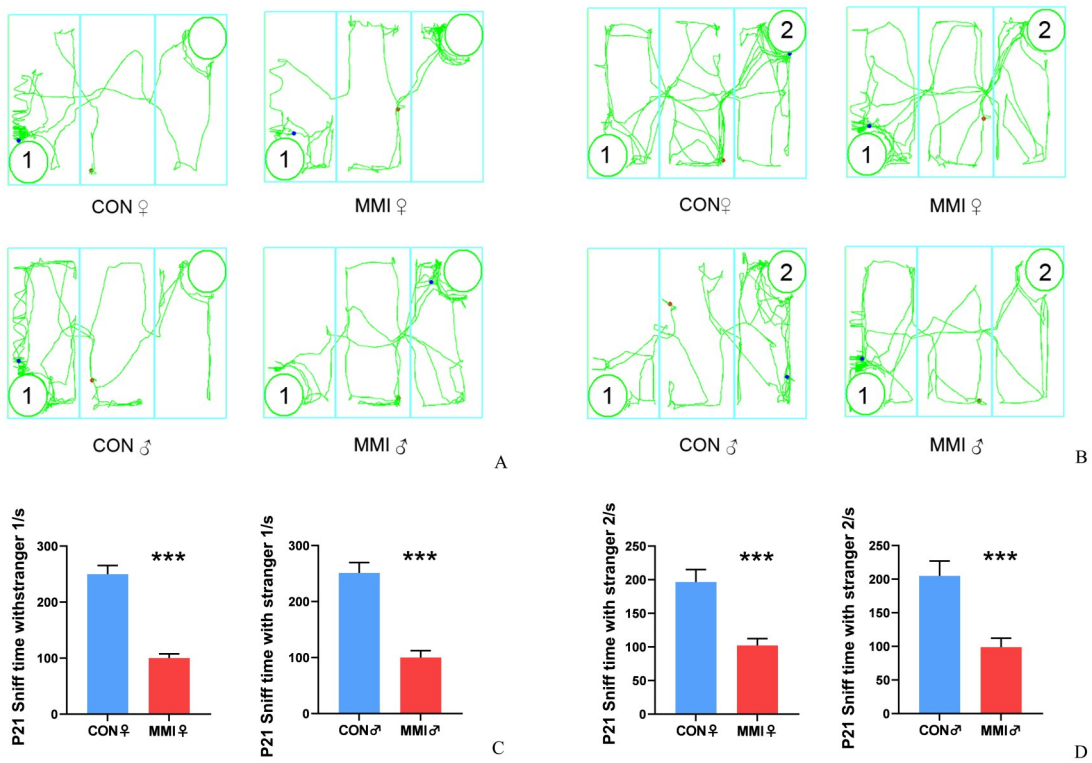 2
2
1
1
1
1
CON♀
MMI♀
CON♀
MMI♀
2
2
1
1
1
1
CON♂
MMI♂
A
CON♂
MMI♂
B
P21 Sniff time withstranger 1/s
300
200
100
0
***
CON♀
MMI♀
P21 Sniff time with stranger 1/s
300
200
100
0
***
CON♂
MMI♂
C
P21 Sniff time with stranger 2/s
250
200
150
100
50
0
***
CON♀
MMI♀
P21 Sniff time with stranger 2/s
250
200
150
100
50
0
***
CON♂
MMI♂
D